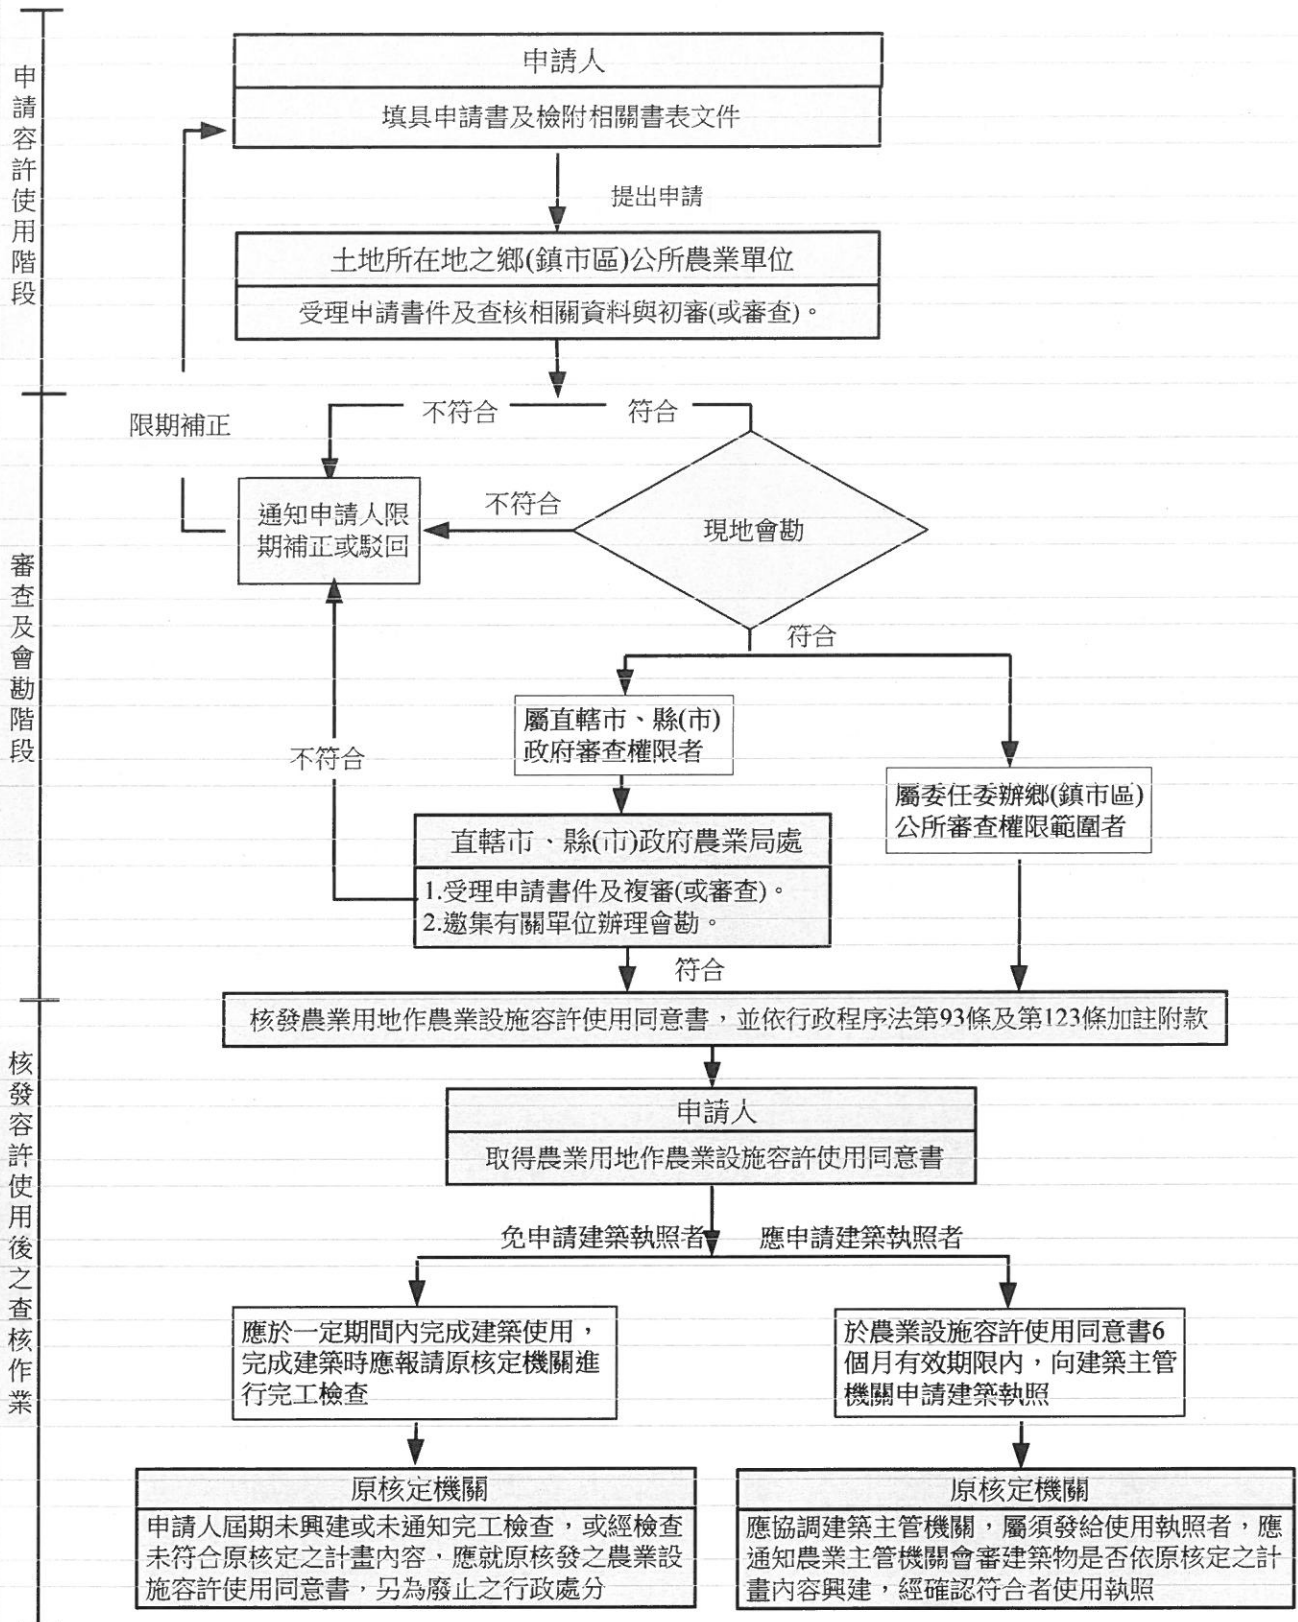 申請容許使用階段
申請人
填具申請書及檢附相關書表文件
提出申請
土地所在地之鄉(鎮市區)公所農業單位
受理申請書件及查核相關資料與初審(或審查)。
審查及會勘階段
不符合
符合
限期補正
通知申請人限
期補正或駁回
不符合
現地會勘
符合
屬直轄市、縣(市)
政府審查權限者
不符合
屬委任委辦鄉(鎮市區)
公所審查權限範圍者
直轄市、縣(市)政府農業局處
1.受理申請書件及複審(或審查)。
2.邀集有關單位辦理會勘。
符合
核發容許使用後之查核作業
核發農業用地作農業設施容許使用同意書，並依行政程序法第93條及第123條加註附款
申請人
取得農業用地作農業設施容許使用同意書
免申請建築執照者
應申請建築執照者
應於一定期間內完成建築使用，
完成建築時應報請原核定機關進
行完工檢查
於農業設施容許使用同意書6
個月有效期限內，向建築主管
機關申請建築執照
原核定機關
申請人屆期未興建或未通知完工檢查，或經檢查
未符合原核定之計畫內容，應就原核發之農業設
施容許使用同意書，另為廢止之行政處分
原核定機關
應協調建築主管機關，屬須發給使用執照者，應
通知農業主管機關會審建築物是否依原核定之計
畫內容興建，經確認符合者使用執照